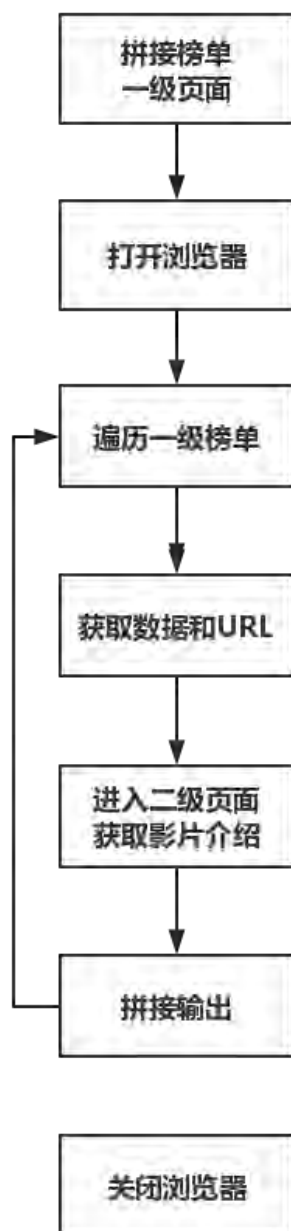 拼接榜单
一级页面
打开浏览器
遍历一级榜单
获取数据和URL
进入二级页面
获取影片介绍
拼接输出
关闭浏览器